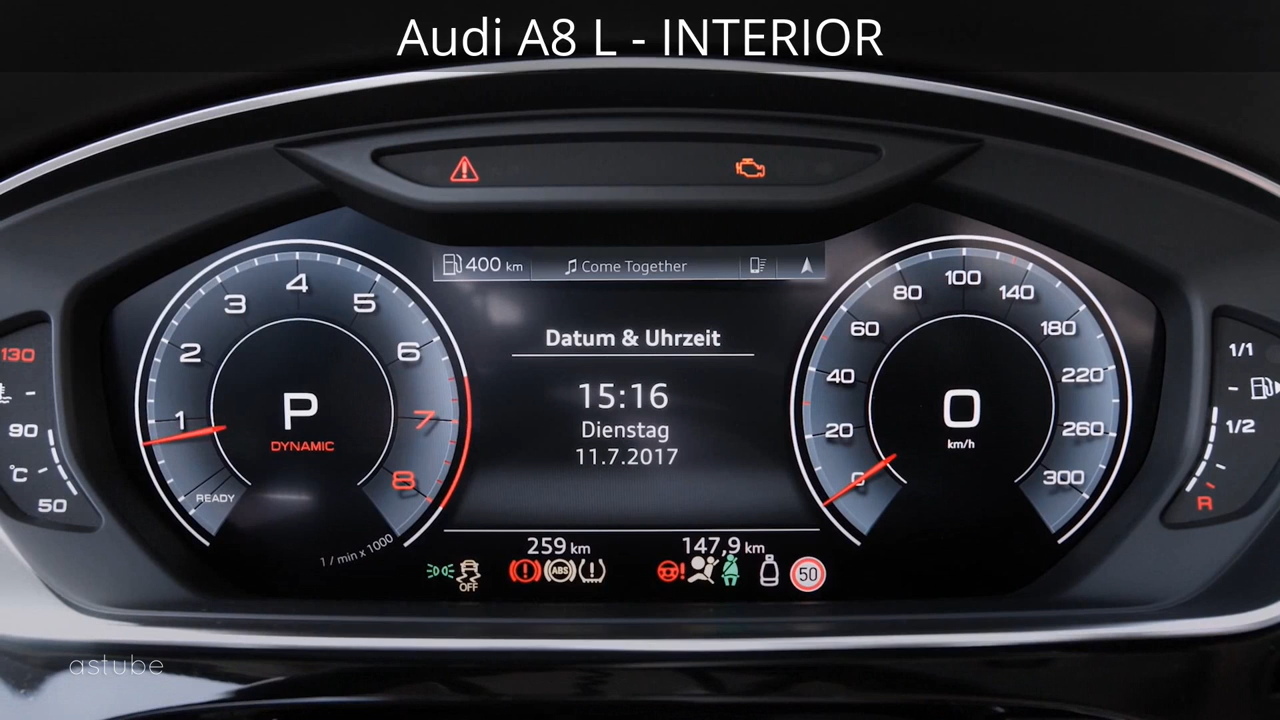 Audi A8 L - INTERIOR
400 km
Come Together
1
2
3
4
5
6
7
8
P
DYNAMIC
READY
1 / min x 1000
Datum & Uhrzeit
15:16
Dienstag
11.7.2017
0
20
40
60
80
100
140
180
220
260
300
0
km/h
130
90
°C
50
1/1
1/2
R
259 km
147,9 km
OFF
ABS
50
astube